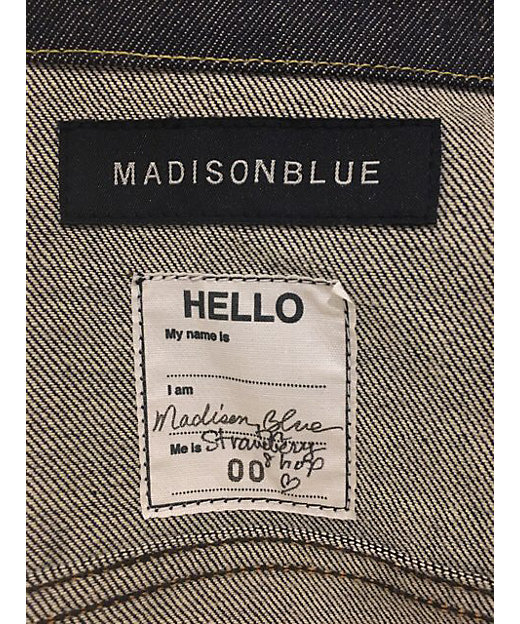 MADISONBLUE
HELLO
My name is
I am
Madison Blue
Me is Strawberry
00 shop